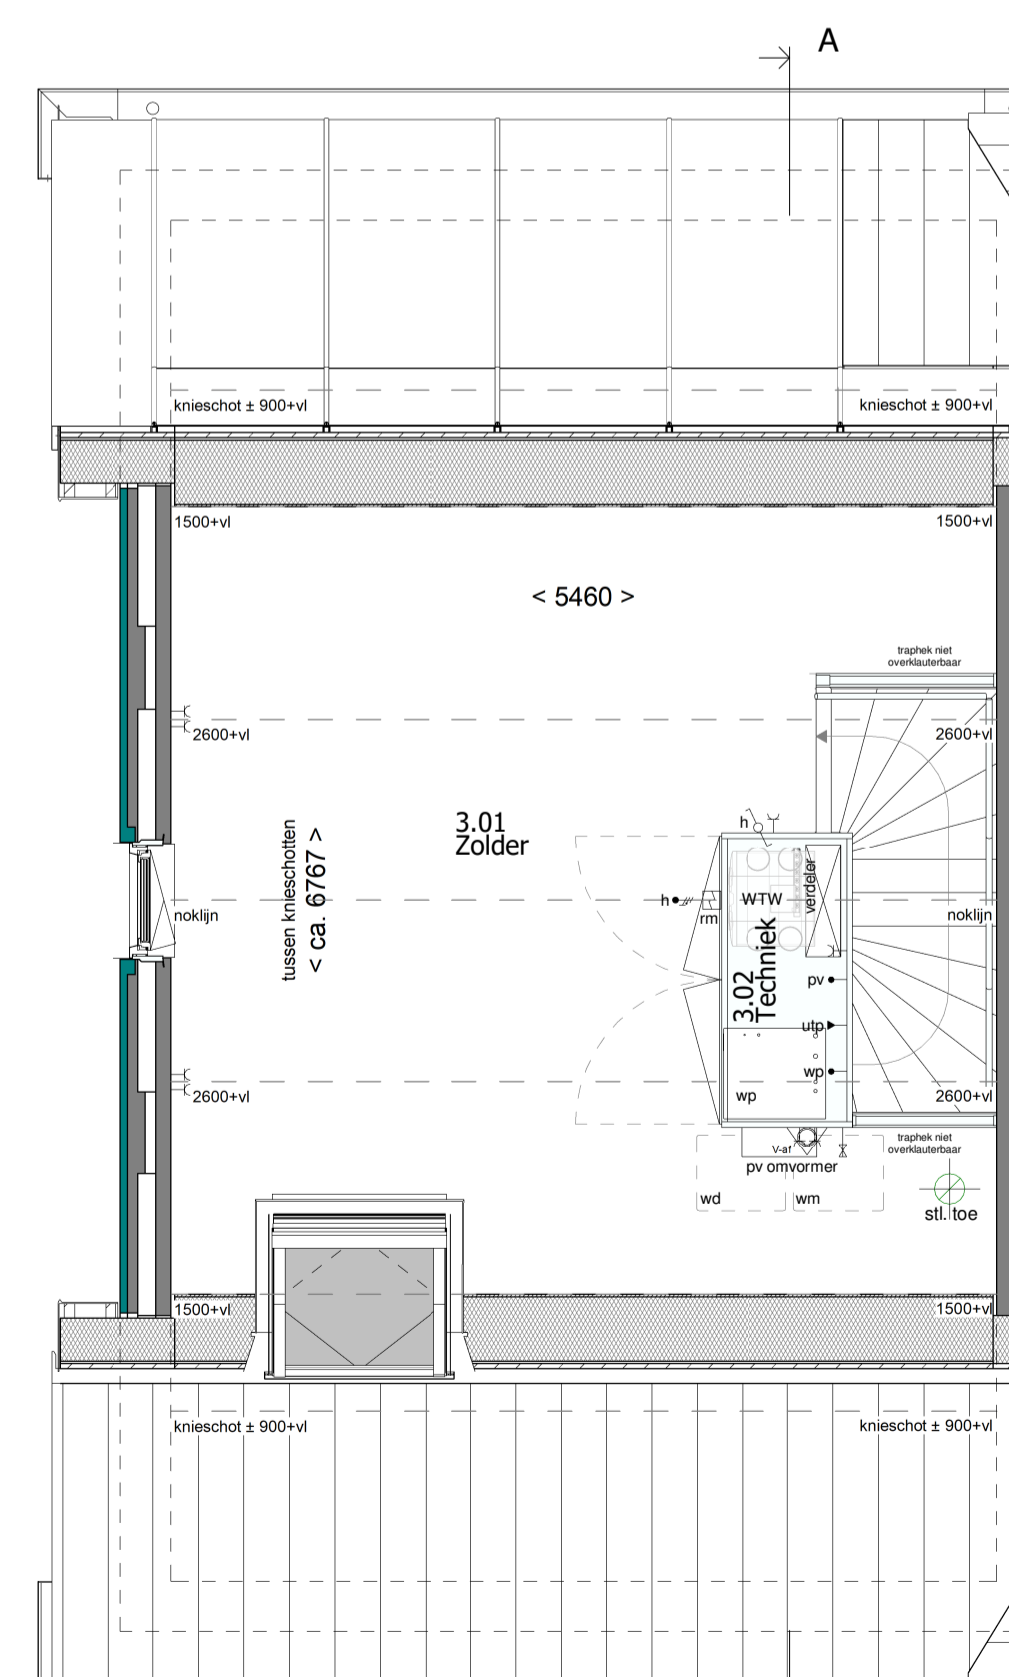 A
knieschot ± 900+vl
knieschot ± 900+vl
1500+vl
1500+vl
< 5460 >
traphek niet
overklauterbaar
2600+vl
2600+vl
3.01
Zolder
tussen knieschotten
< ca. 6767 >
h
h
rm
WTW
verdeler
noklijn
noklijn
3.02
Techniek
pv
utp
wp
wp
2600+vl
2600+vl
traphek niet
overklauterbaar
V-af
pv omvormer
wd
wm
stl. toe
1500+vl
1500+vl
knieschot ± 900+vl
knieschot ± 900+vl